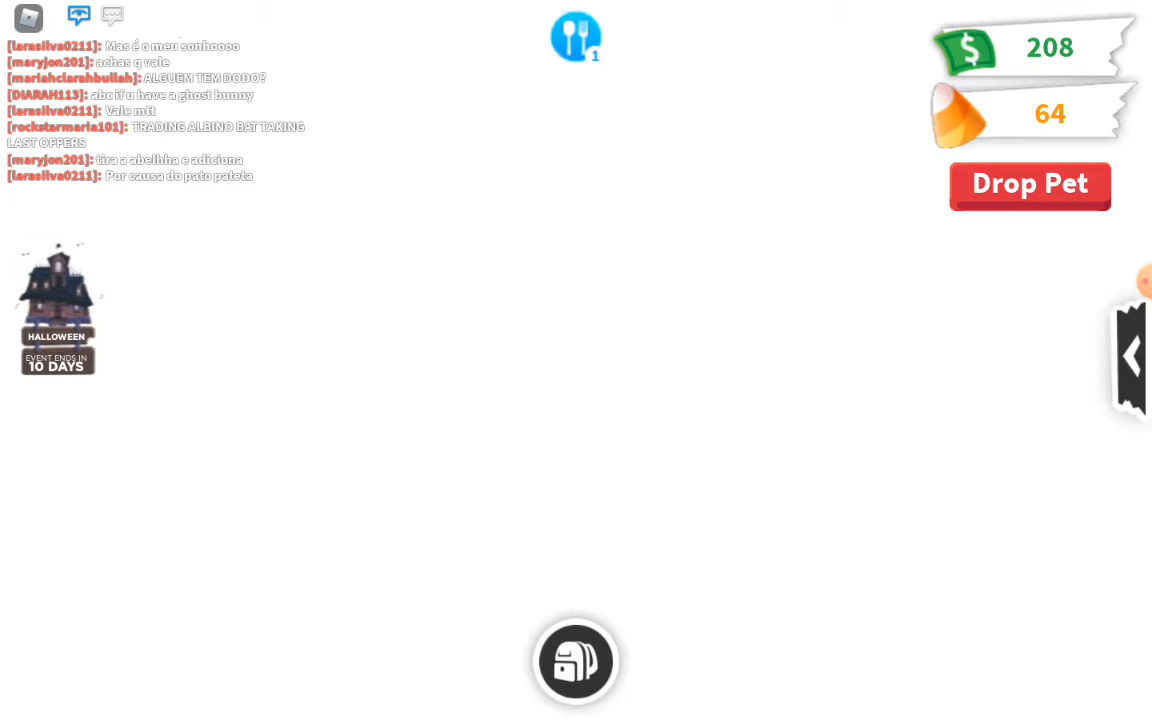 [larasilva0211]: Mas é o meu sonhoooo
[maryjon201]: achas q vale
[mariahclarahbullah]: ALGUEM TEM DODO?
[DIARAH113]: abc if u have a ghost bunny
[larasilva0211]: Vale mtt
[rockstarmaria101]: TRADING ALBINO BAT TAKING
LAST OFFERS
[maryjon201]: tira a abelhha e adiciona
[larasilva0211]: Por causa do pato pateta
1
208
64
Drop Pet
HALLOWEEN
EVENT ENDS IN
10 DAYS